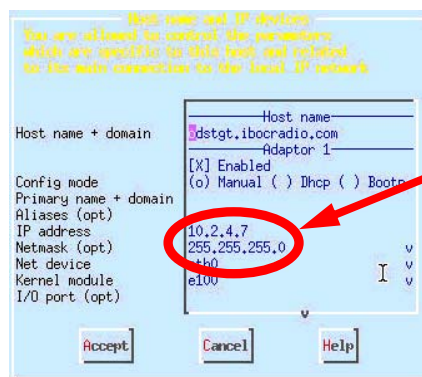 Host name and IP devices
You are allowed to control the parameters
which are specific to this host and related
to its main connection to the local IP network
Host name
Host name + domain dstgt.ibocradio.com
Adaptor 1
[X] Enabled
Config mode (o) Manual ( ) Dhcp ( ) Bootp
Primary name + domain
Aliases (opt)
IP address 10.2.4.7
Netmask (opt) 255.255.255.0 v
Net device eth0 v
Kernel module e100 v
I/O port (opt)
v
Accept Cancel Help